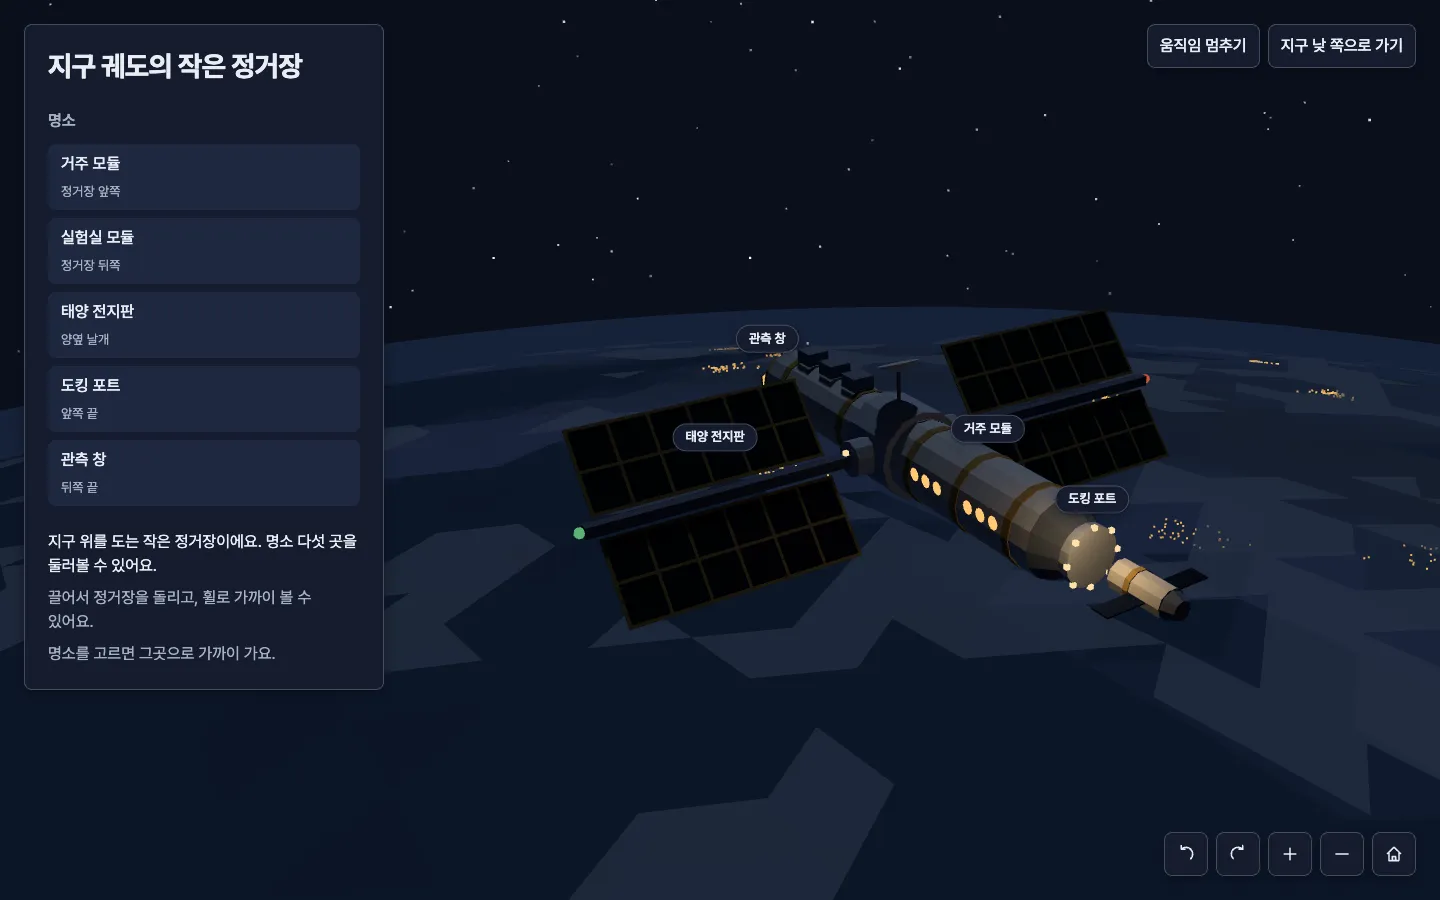 지구 궤도의 작은 정거장
명소
거주 모듈
정거장 앞쪽
실험실 모듈
정거장 뒤쪽
태양 전지판
양옆 날개
도킹 포트
앞쪽 끝
관측 창
뒤쪽 끝
지구 위를 도는 작은 정거장이에요. 명소 다섯 곳을
둘러볼 수 있어요.
끌어서 정거장을 돌리고, 휠로 가까이 볼 수
있어요.
명소를 고르면 그곳으로 가까이 가요.
움직임 멈추기
지구 낮 쪽으로 가기
관측 창
태양 전지판
거주 모듈
도킹 포트